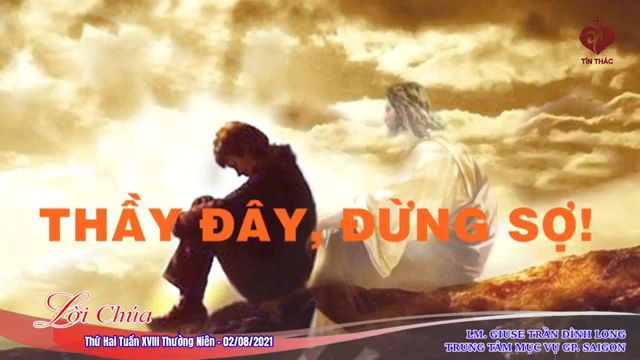 TÍN THÁC
THẦY ĐÂY, ĐỪNG SỢ!
Lời Chúa
Thứ Hai Tuần XVIII Thường Niên - 02/08/2021
LM. GIUSE TRẦN ĐÌNH LONG
TRUNG TÂM MỤC VỤ GP. SAIGON